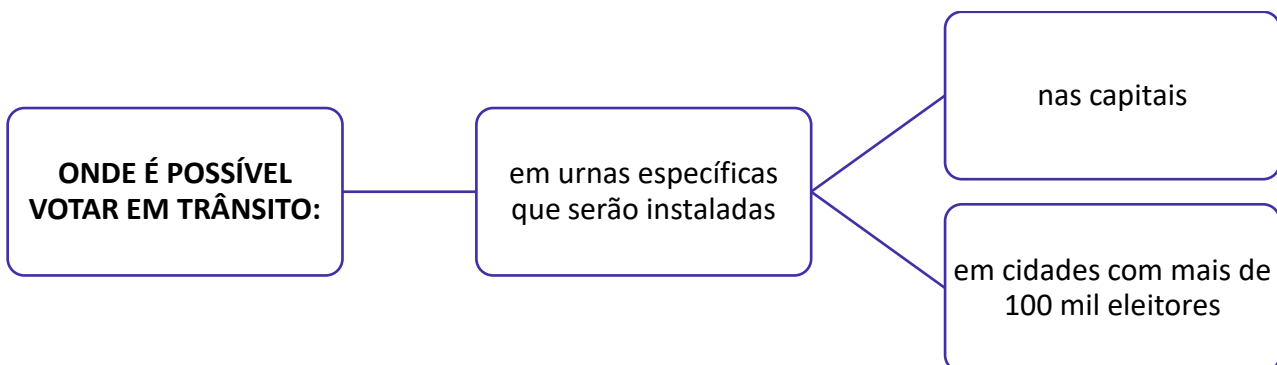 ONDE É POSSÍVEL
VOTAR EM TRÂNSITO:
em urnas específicas
que serão instaladas
nas capitais
em cidades com mais de
100 mil eleitores